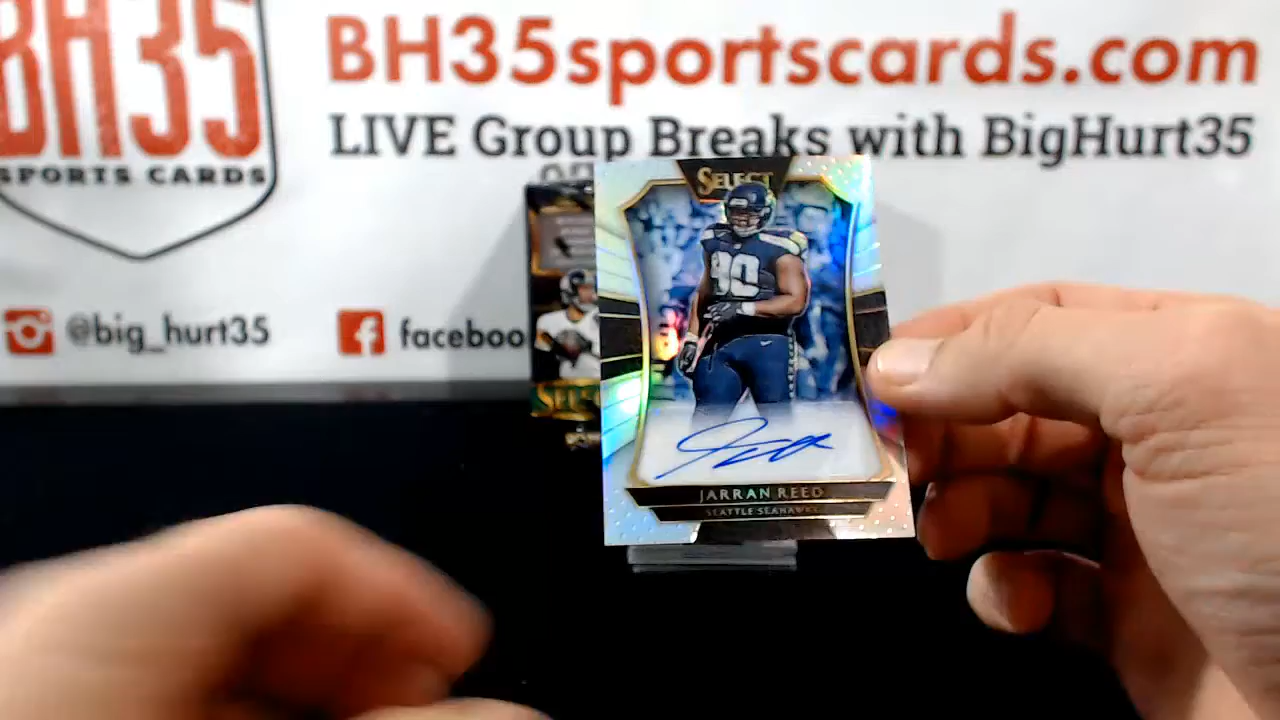 BH35
SPORTS CARDS
BH35sportscards.com
LIVE Group Breaks with BigHurt35
@big_hurt35
faceboo
SELECT
90
JARRAN REED
SEATTLE SEAHAWKS